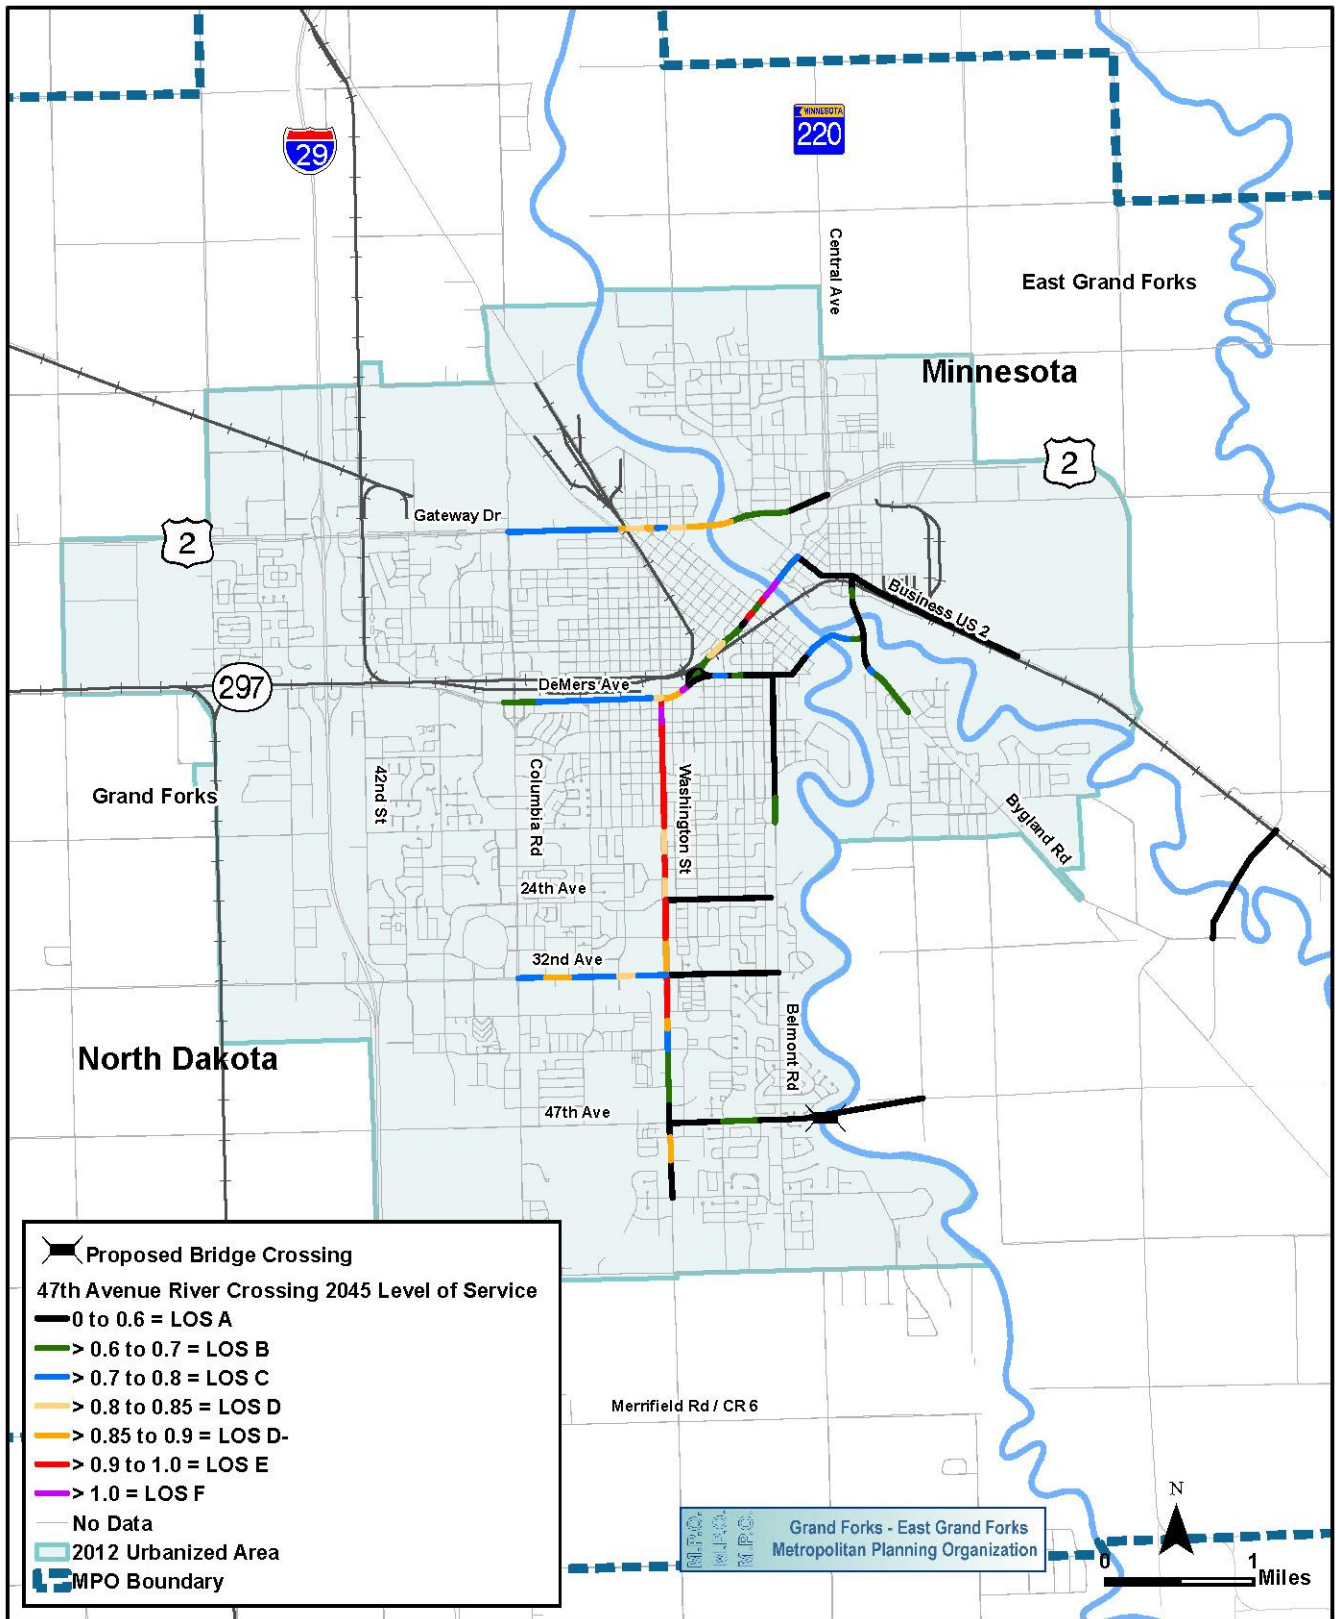 29
MINNESOTA
220
Central Ave
East Grand Forks
Minnesota
2
Gateway Dr
2
Business US 2
297
DeMers Ave
Grand Forks
42nd St
Columbia Rd
Washington St
Bygland Rd
24th Ave
32nd Ave
Belmont Rd
North Dakota
47th Ave
Proposed Bridge Crossing
47th Avenue River Crossing 2045 Level of Service
0 to 0.6 = LOS A
> 0.6 to 0.7 = LOS B
> 0.7 to 0.8 = LOS C
> 0.8 to 0.85 = LOS D
> 0.85 to 0.9 = LOS D-
> 0.9 to 1.0 = LOS E
> 1.0 = LOS F
No Data
2012 Urbanized Area
MPO Boundary
Merrifield Rd / CR 6
M.P.O.
M.P.O.
M.P.O.
Grand Forks - East Grand Forks
Metropolitan Planning Organization
N
0 1
Miles